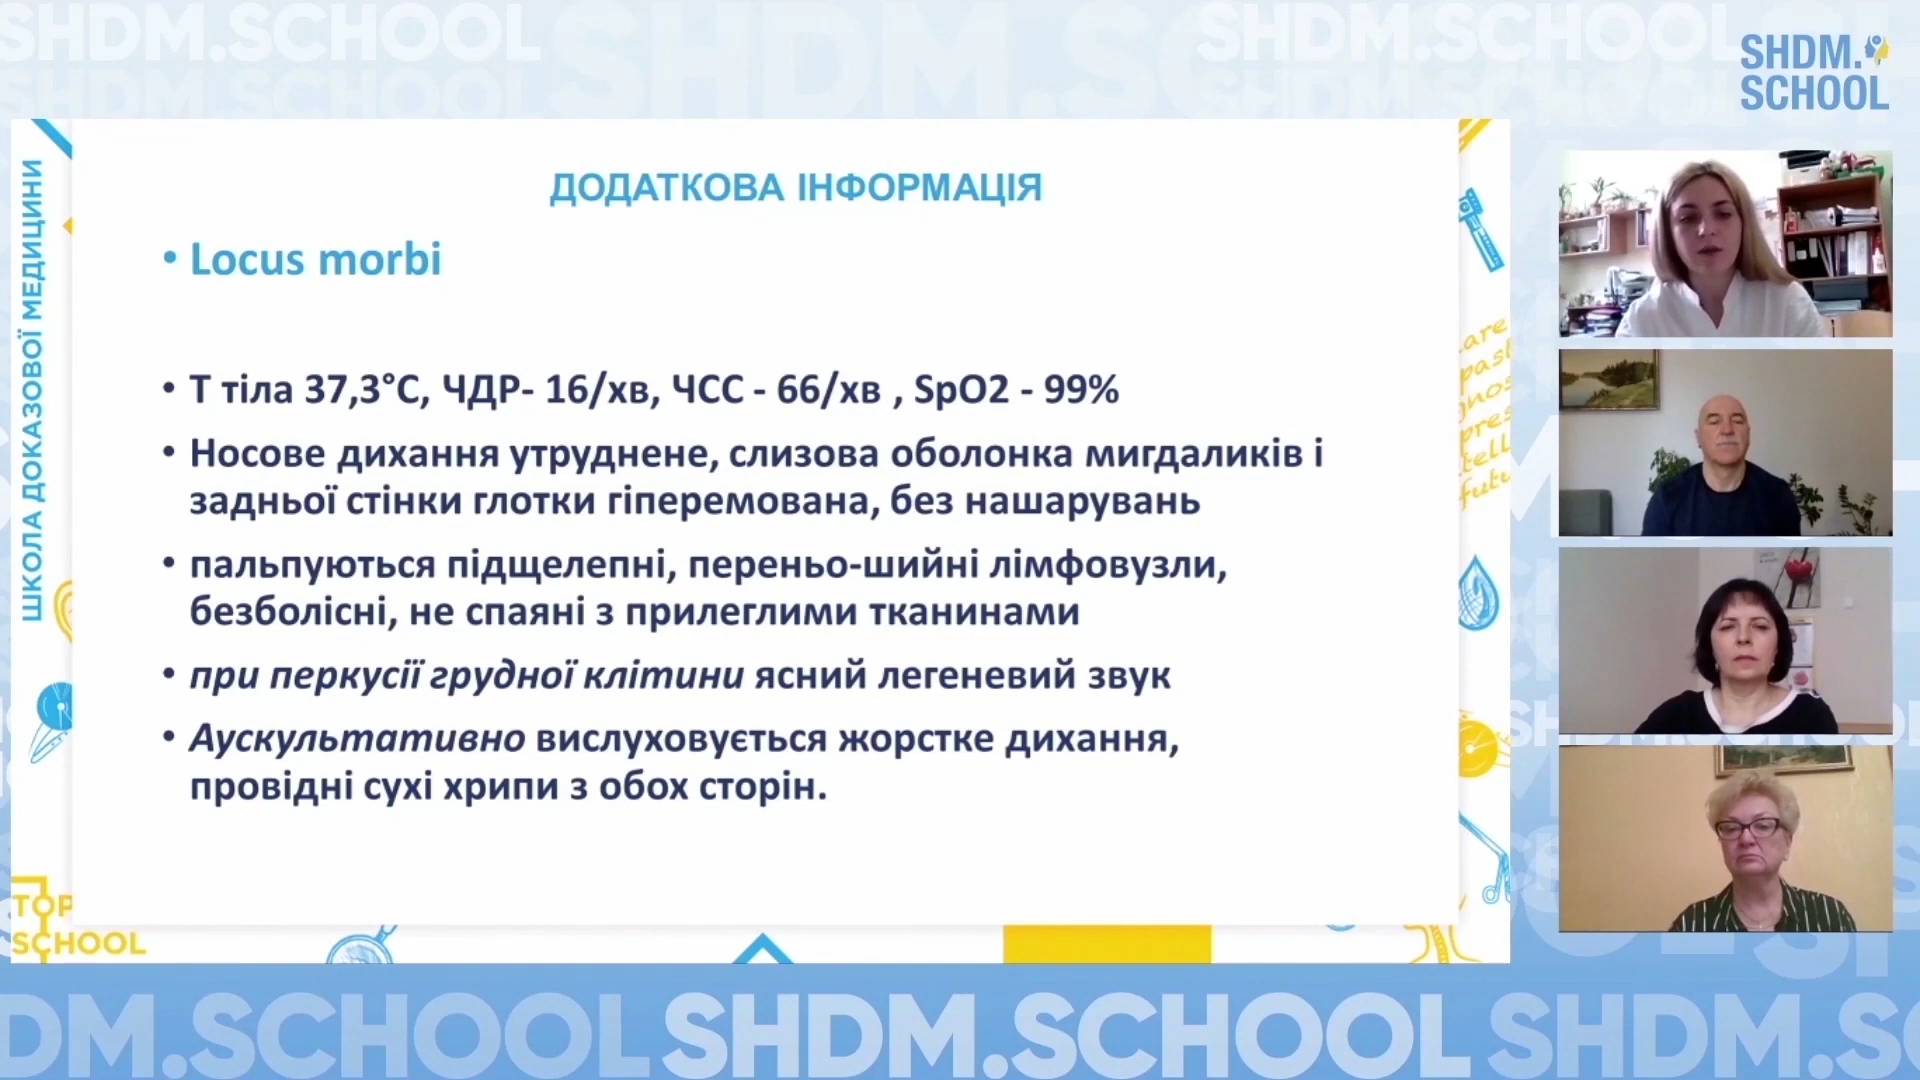 SHDM.SCHOOL
SHDM.SCHOOL
SHDM.
SCHOOL
ШКОЛА ДОКАЗОВОЇ МЕДИЦИНИ
ДОДАТКОВА ІНФОРМАЦІЯ
• Locus morbi
• Т тіла 37,3°С, ЧДР- 16/хв, ЧСС - 66/хв , SpO2 - 99%
• Носове дихання утруднене, слизова оболонка мигдаликів і
задньої стінки глотки гіперемована, без нашарувань
• пальпуються підщелепні, переньо-шийні лімфовузли,
безболісні, не спаяні з прилеглими тканинами
• при перкусії грудної клітини ясний легеневий звук
• Аускультативно вислуховується жорстке дихання,
провідні сухі хрипи з обох сторін.
TOP
SCHOOL
DM.SCHOOL SHDM.SCHOOL SHDM.S